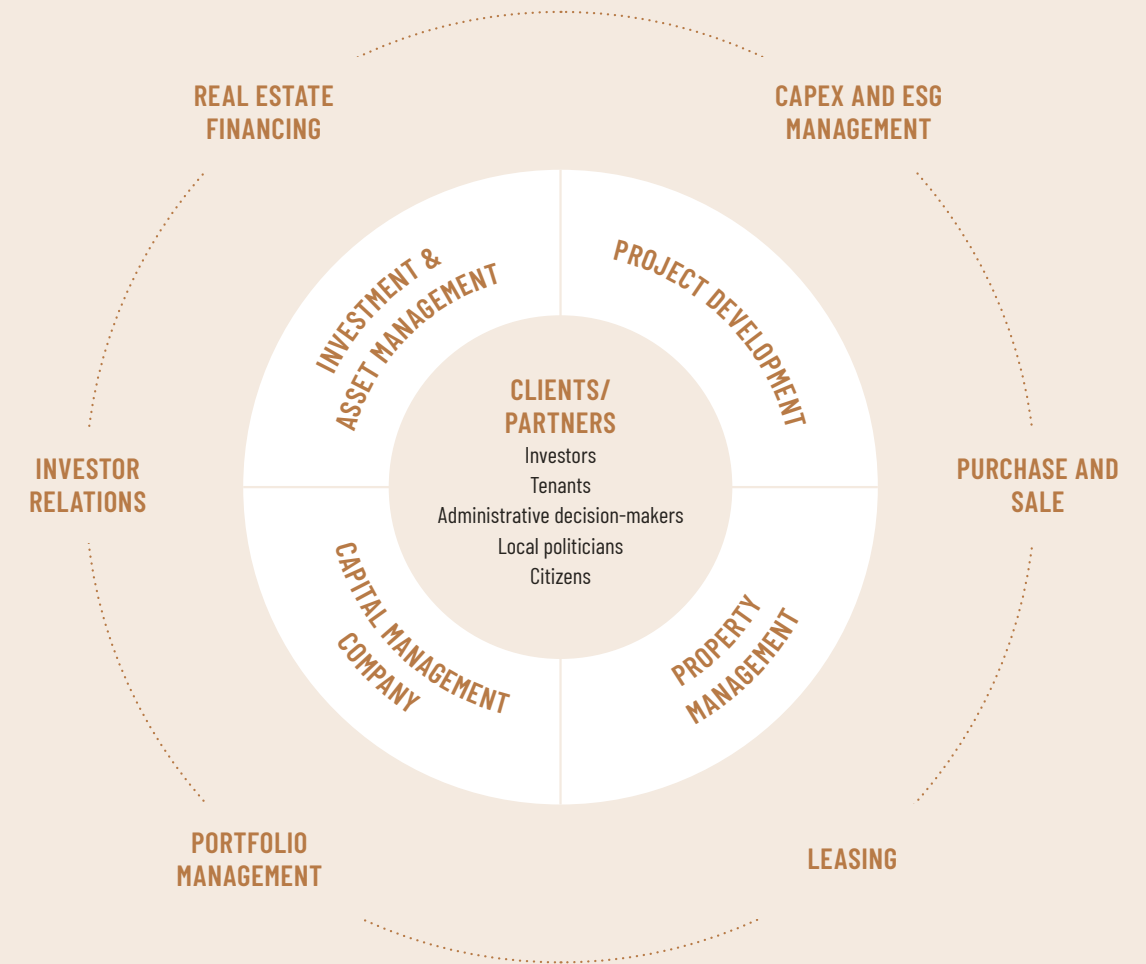 REAL ESTATE
FINANCING
CAPEX AND ESG
MANAGEMENT
INVESTMENT &
ASSET MANAGEMENT
PROJECT DEVELOPMENT
CLIENTS/
PARTNERS
Investors
Tenants
Administrative decision-makers
Local politicians
Citizens
INVESTOR
RELATIONS
PURCHASE AND
SALE
CAPITAL MANAGEMENT
COMPANY
PROPERTY
MANAGEMENT
PORTFOLIO
MANAGEMENT
LEASING